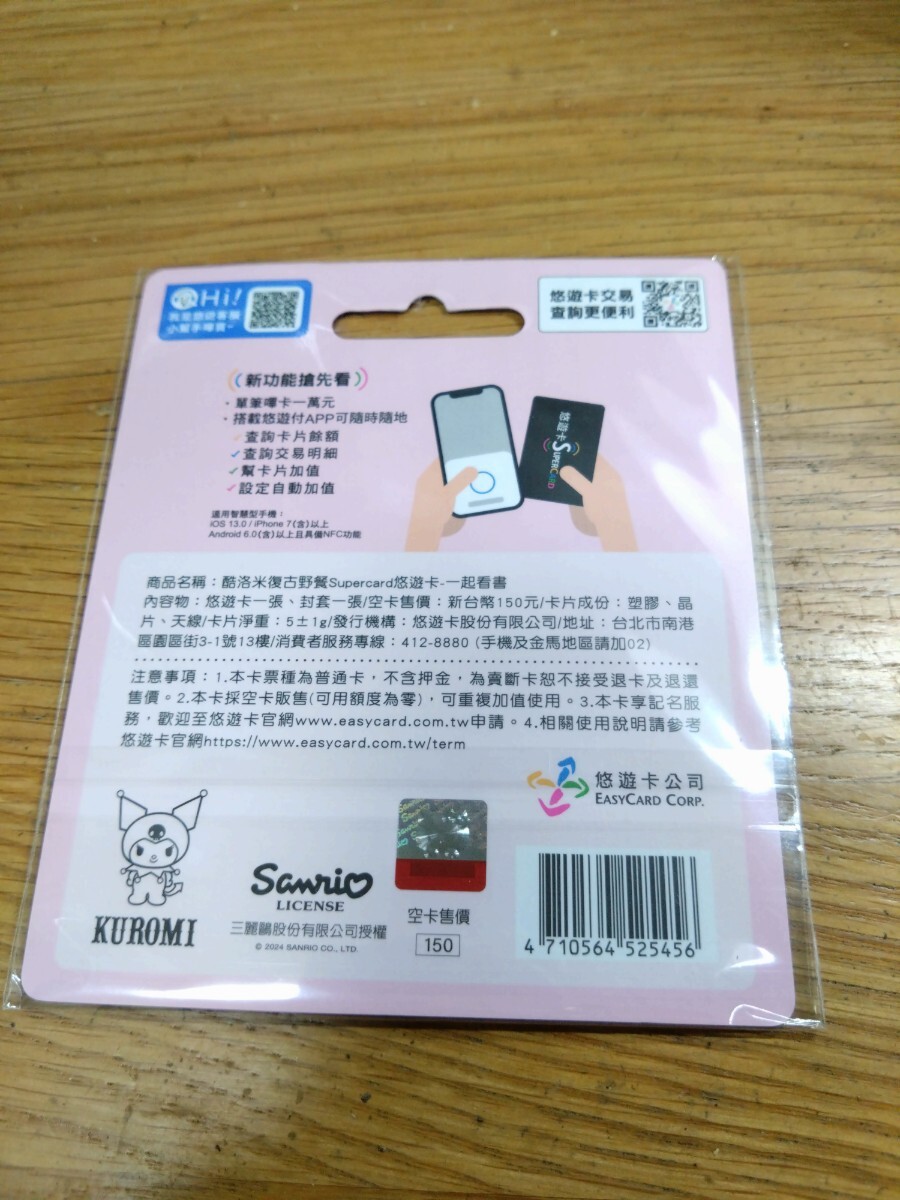 Hi!
我是悠遊客服
小幫手嗶寶~
悠遊卡交易
查詢更便利
新功能搶先看
・單筆嗶卡一萬元
・搭載悠遊付APP可隨時隨地
✓查詢卡片餘額
✓查詢交易明細
✓幫卡片加值
✓設定自動加值
適用智慧型手機：
iOS 13.0 / iPhone 7(含)以上
Android 6.0(含)以上且具備NFC功能
悠遊卡 SUPERCARD
商品名稱：酷洛米復古野餐Supercard悠遊卡-一起看書
內容物：悠遊卡一張、封套一張/空卡售價：新台幣150元/卡片成份：塑膠、晶
片、天線/卡片淨重：5±1g/發行機構：悠遊卡股份有限公司/地址：台北市南港
區園區街3-1號13樓/消費者服務專線：412-8880 (手機及金馬地區請加02)
注意事項：1.本卡票種為普通卡，不含押金，為賣斷卡恕不接受退卡及退還
售價。2.本卡採空卡販售(可用額度為零)，可重複加值使用。3.本卡享記名服
務，歡迎至悠遊卡官網www.easycard.com.tw申請。4.相關使用說明請參考
悠遊卡官網https://www.easycard.com.tw/term
悠遊卡公司
EASYCARD CORP.
KUROMI
Sanrio
LICENSE
三麗鷗股份有限公司授權
© 2024 SANRIO CO., LTD.
空卡售價
150
4 710564 525456